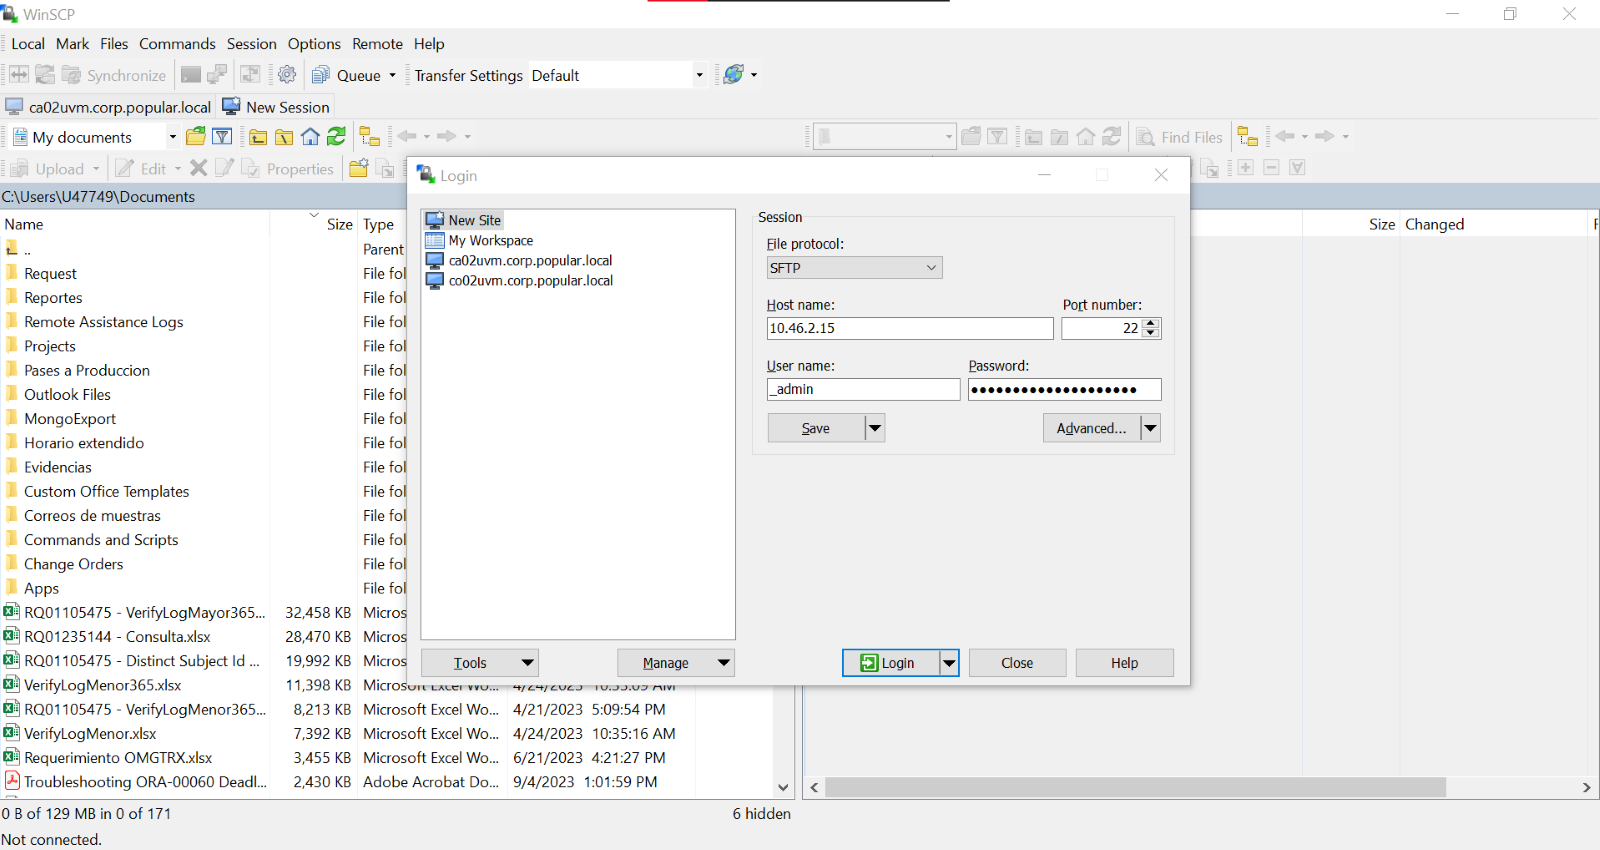 WinSCP
Local Mark Files Commands Session Options Remote Help
Synchronize Queue Transfer Settings Default
ca02uvm.corp.popular.local New Session
My documents Find Files
Upload Edit Properties
C:\Users\U47749\Documents
Name Size Type Size Changed
..
Parent
Request File fol
Reportes File fol
Remote Assistance Logs File fol
Projects File fol
Pases a Produccion File fol
Outlook Files File fol
MongoExport File fol
Horario extendido File fol
Evidencias File fol
Custom Office Templates File fol
Correos de muestras File fol
Commands and Scripts File fol
Change Orders File fol
Apps File fol
RQ01105475 - VerifyLogMayor365... 32,458 KB Micros
RQ01235144 - Consulta.xlsx 28,470 KB Micros
RQ01105475 - Distinct Subject Id ... 19,992 KB Micros
VerifyLogMenor365.xlsx 11,398 KB Microsoft Excel Wo... 4/24/2023 10:35:09 AM
RQ01105475 - VerifyLogMenor365... 8,213 KB Microsoft Excel Wo... 4/21/2023 5:09:54 PM
VerifyLogMenor.xlsx 7,392 KB Microsoft Excel Wo... 4/24/2023 10:35:16 AM
Requerimiento OMGTRX.xlsx 3,455 KB Microsoft Excel Wo... 6/21/2023 4:21:27 PM
Troubleshooting ORA-00060 Deadl... 2,430 KB Adobe Acrobat Do... 9/4/2023 1:01:59 PM
0 B of 129 MB in 0 of 171 6 hidden
Not connected.
Login
New Site
My Workspace
ca02uvm.corp.popular.local
co02uvm.corp.popular.local
Session
File protocol:
SFTP
Host name: Port number:
10.46.2.15 22
User name: Password:
_admin ••••••••••••••••••••
Save Advanced...
Tools Manage Login Close Help